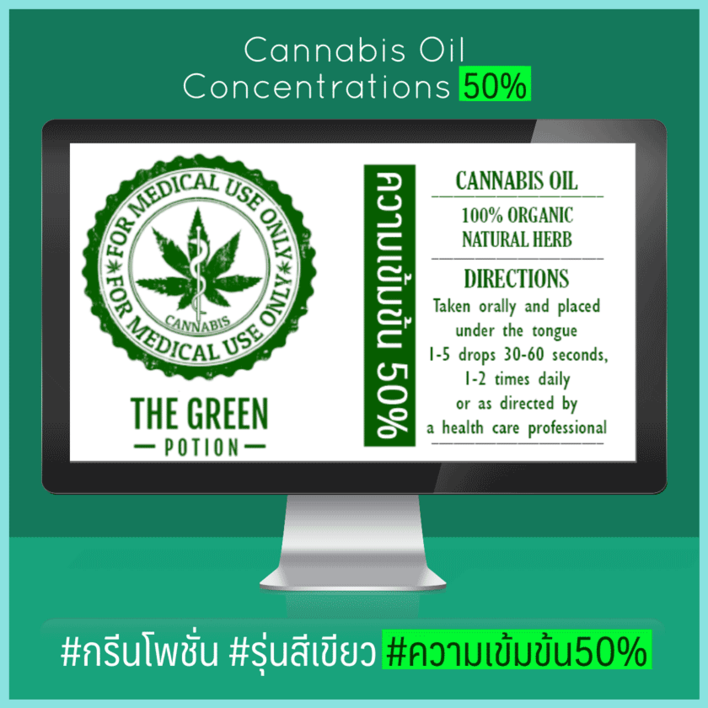 Cannabis Oil
Concentrations 50%
FOR MEDICAL USE ONLY
FOR MEDICAL USE ONLY
CANNABIS
THE GREEN
POTION
ความเข้มข้น 50%
CANNABIS OIL
100% ORGANIC
NATURAL HERB
DIRECTIONS
Taken orally and placed
under the tongue
1-5 drops 30-60 seconds,
1-2 times daily
or as directed by
a health care professional
#กรีนโพชั่น #รุ่นสีเขียว #ความเข้มข้น50%